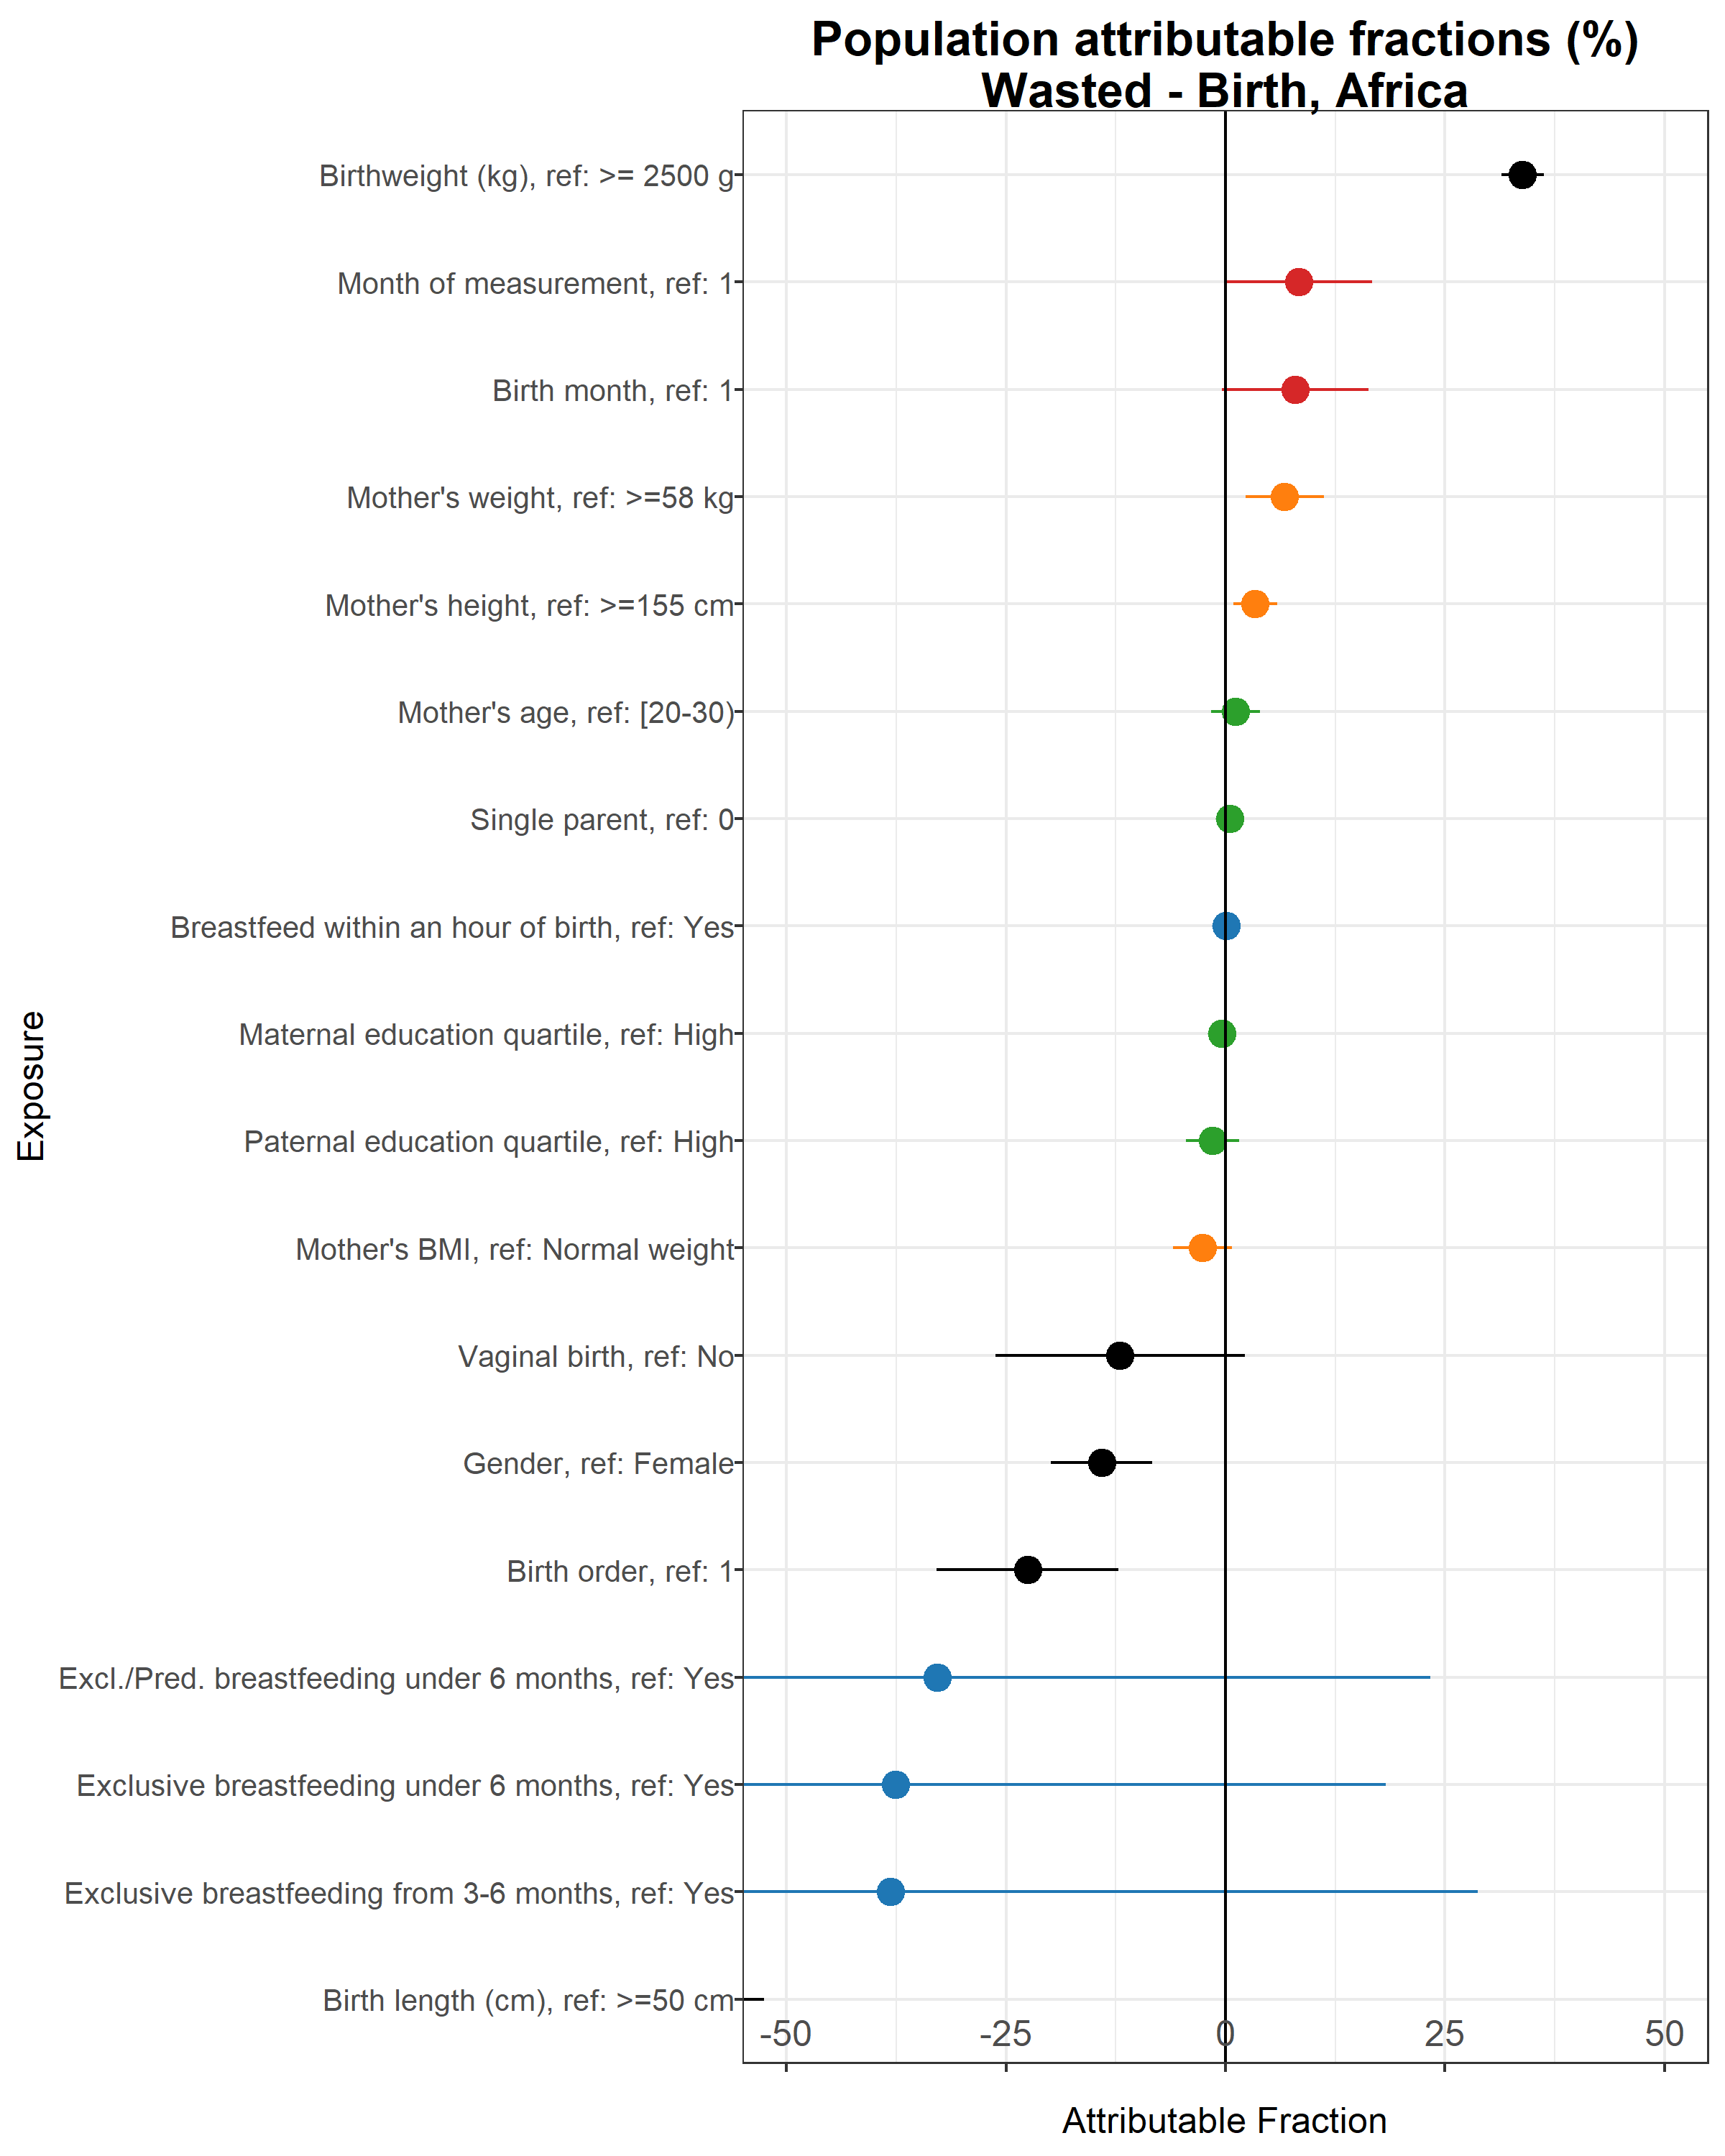 Population attributable fractions (%)
Wasted - Birth, Africa
Exposure
Birthweight (kg), ref: >= 2500 g
Month of measurement, ref: 1
Birth month, ref: 1
Mother's weight, ref: >=58 kg
Mother's height, ref: >=155 cm
Mother's age, ref: [20-30)
Single parent, ref: 0
Breastfeed within an hour of birth, ref: Yes
Maternal education quartile, ref: High
Paternal education quartile, ref: High
Mother's BMI, ref: Normal weight
Vaginal birth, ref: No
Gender, ref: Female
Birth order, ref: 1
Excl./Pred. breastfeeding under 6 months, ref: Yes
Exclusive breastfeeding under 6 months, ref: Yes
Exclusive breastfeeding from 3-6 months, ref: Yes
Birth length (cm), ref: >=50 cm
-50 -25 0 25 50
Attributable Fraction